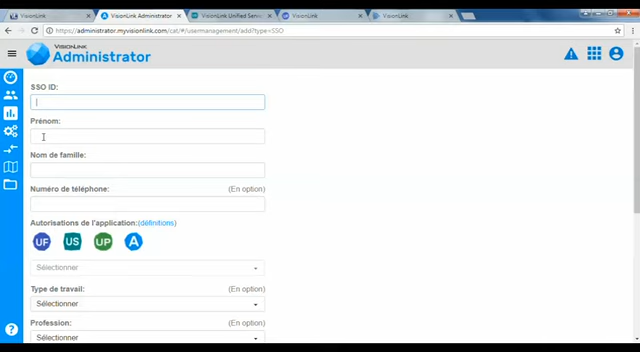 VisionLink
VisionLink Administrator
VisionLink Unified Serv
VisionLink
VisionLink
https://administrator.myvisionlink.com/cat/#/usermanagement/add?type=SSO
VISIONLINK
Administrator
SSO ID:
Prénom:
Nom de famille:
Numéro de téléphone: (En option)
Autorisations de l'application:(définitions)
UF US UP A
Sélectionner
Type de travail: (En option)
Sélectionner
Profession: (En option)
Sélectionner
?